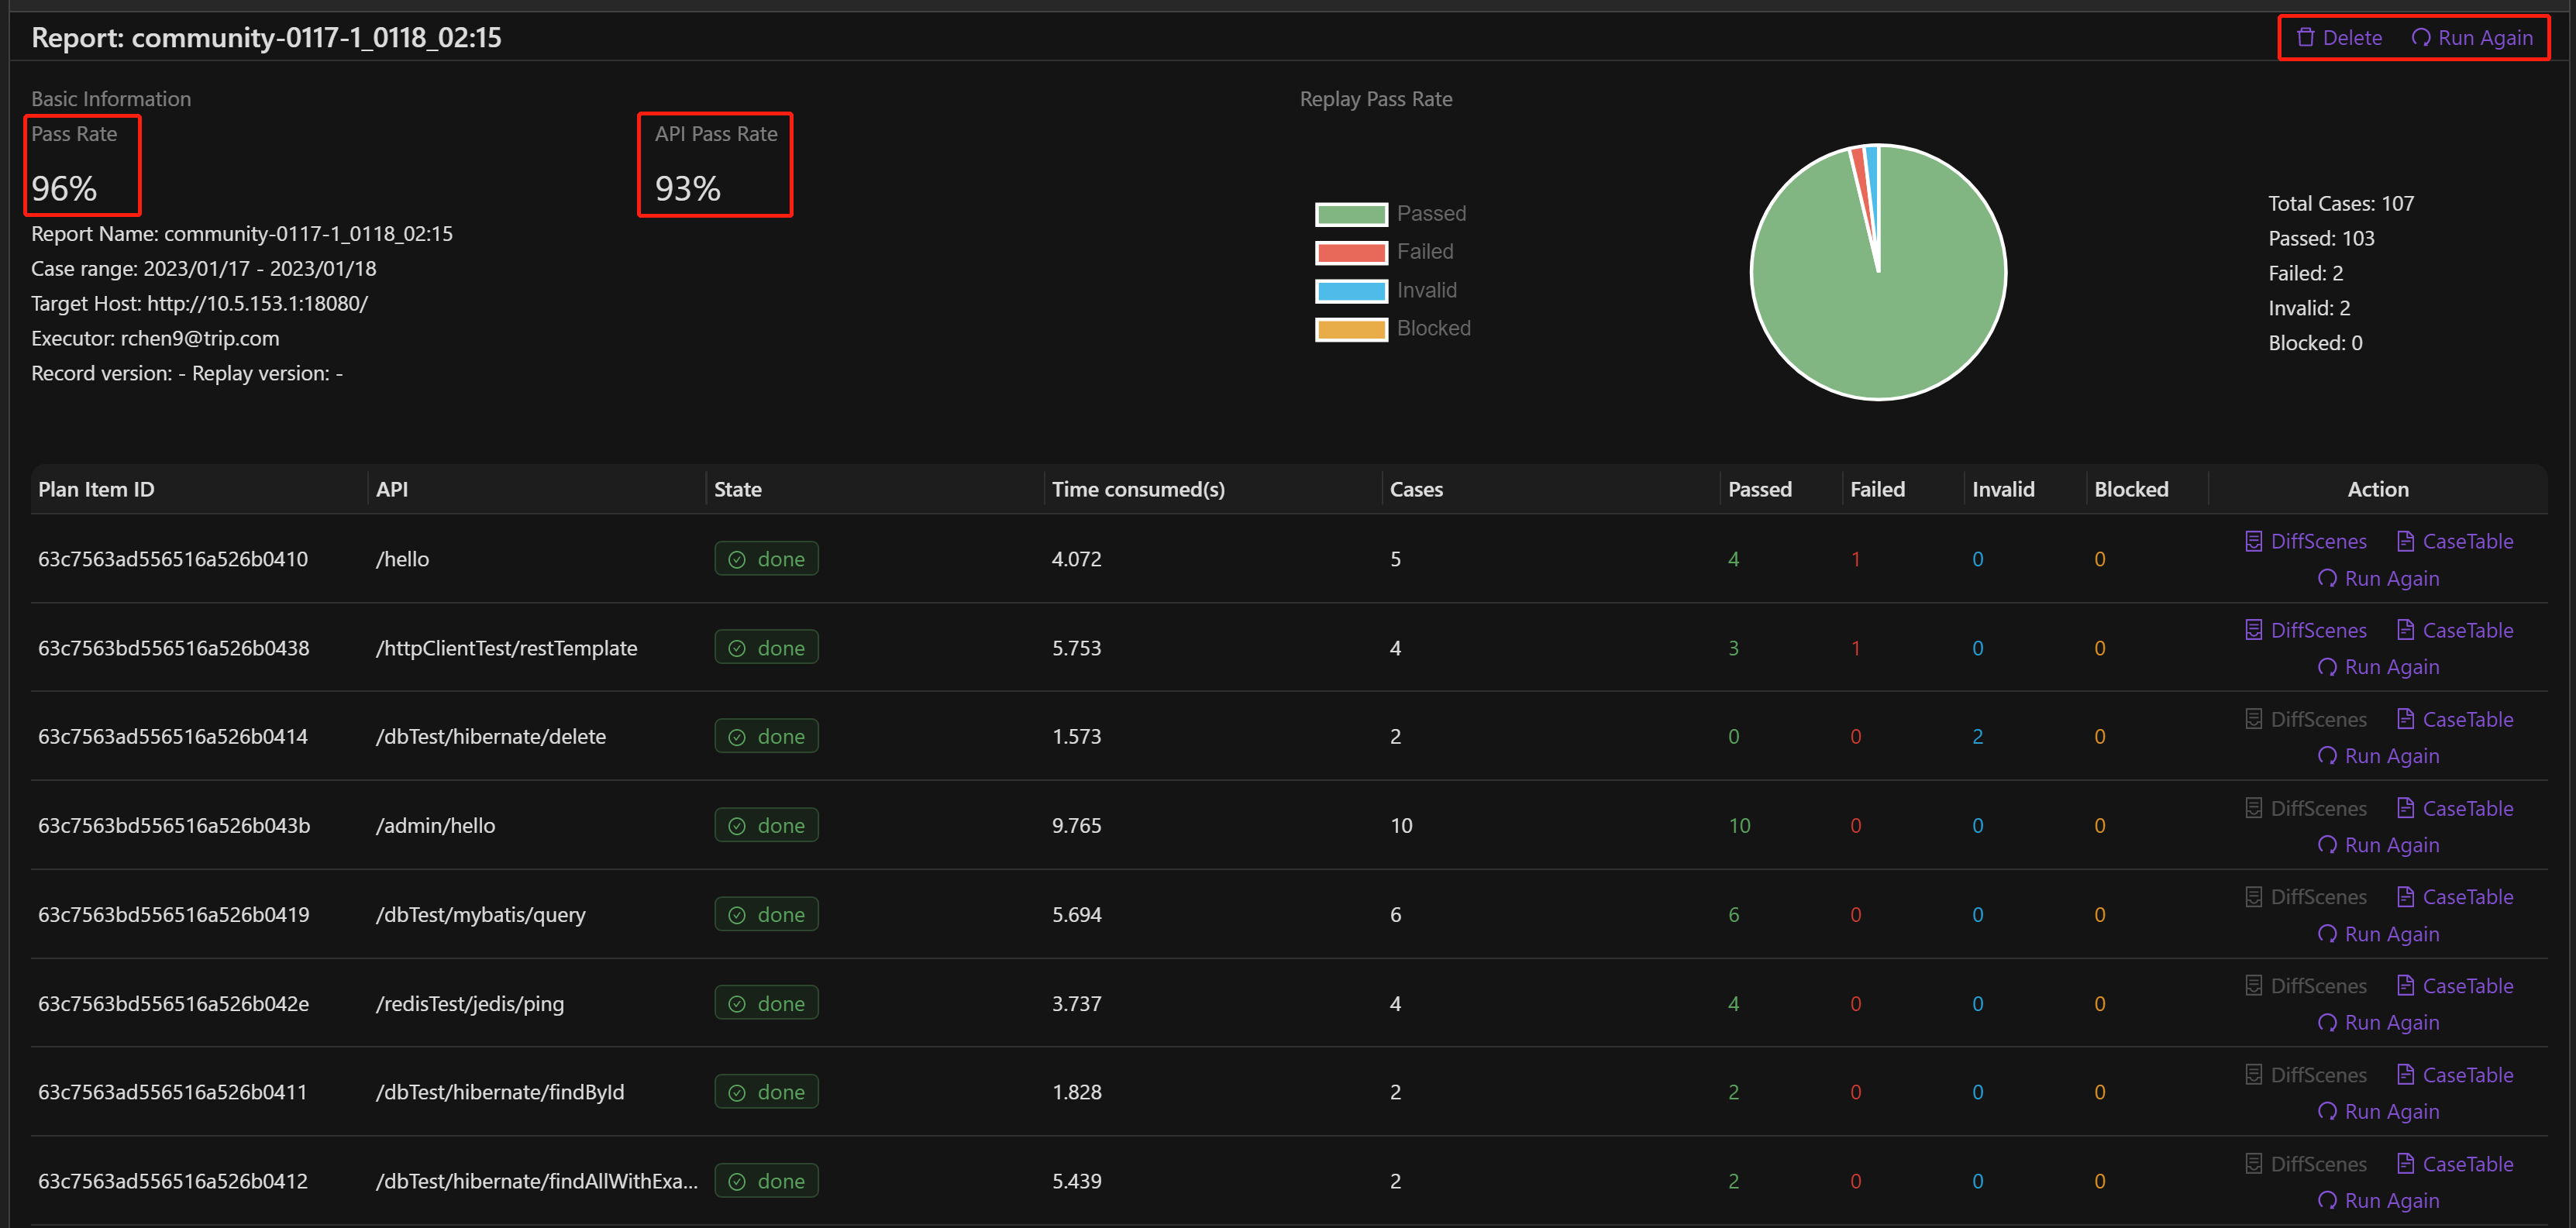 Report: community-0117-1_0118_02:15
Delete Run Again
Basic Information
Pass Rate
96%
API Pass Rate
93%
Report Name: community-0117-1_0118_02:15
Case range: 2023/01/17 - 2023/01/18
Target Host: http://10.5.153.1:18080/
Executor: rchen9@trip.com
Record version: - Replay version: -
Replay Pass Rate
Passed
Failed
Invalid
Blocked
Total Cases: 107
Passed: 103
Failed: 2
Invalid: 2
Blocked: 0
Plan Item ID API State Time consumed(s) Cases Passed Failed Invalid Blocked Action
63c7563ad556516a526b0410 /hello done 4.072 5 4 1 0 0 DiffScenes CaseTable
Run Again
63c7563bd556516a526b0438 /httpClientTest/restTemplate done 5.753 4 3 1 0 0 DiffScenes CaseTable
Run Again
63c7563ad556516a526b0414 /dbTest/hibernate/delete done 1.573 2 0 0 2 0 DiffScenes CaseTable
Run Again
63c7563bd556516a526b043b /admin/hello done 9.765 10 10 0 0 0 DiffScenes CaseTable
Run Again
63c7563bd556516a526b0419 /dbTest/mybatis/query done 5.694 6 6 0 0 0 DiffScenes CaseTable
Run Again
63c7563bd556516a526b042e /redisTest/jedis/ping done 3.737 4 4 0 0 0 DiffScenes CaseTable
Run Again
63c7563ad556516a526b0411 /dbTest/hibernate/findById done 1.828 2 2 0 0 0 DiffScenes CaseTable
Run Again
63c7563ad556516a526b0412 /dbTest/hibernate/findAllWithExa... done 5.439 2 2 0 0 0 DiffScenes CaseTable
Run Again